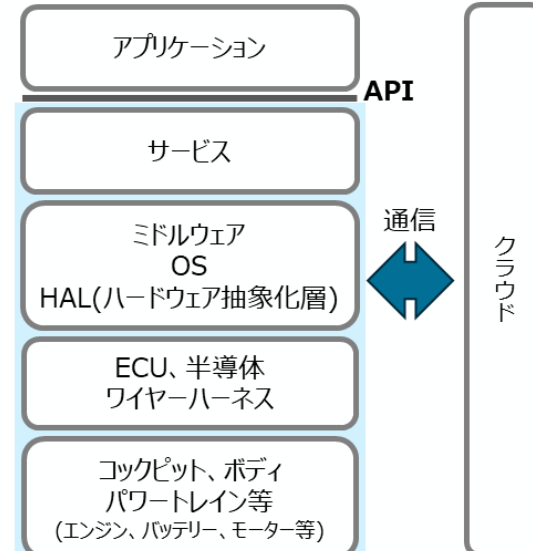 アプリケーション
API
サービス
ミドルウェア
OS
HAL(ハードウェア抽象化層)
通信
クラウド
ECU、半導体
ワイヤーハーネス
コックピット、ボディ
パワートレイン等
(エンジン、バッテリー、モーター等)